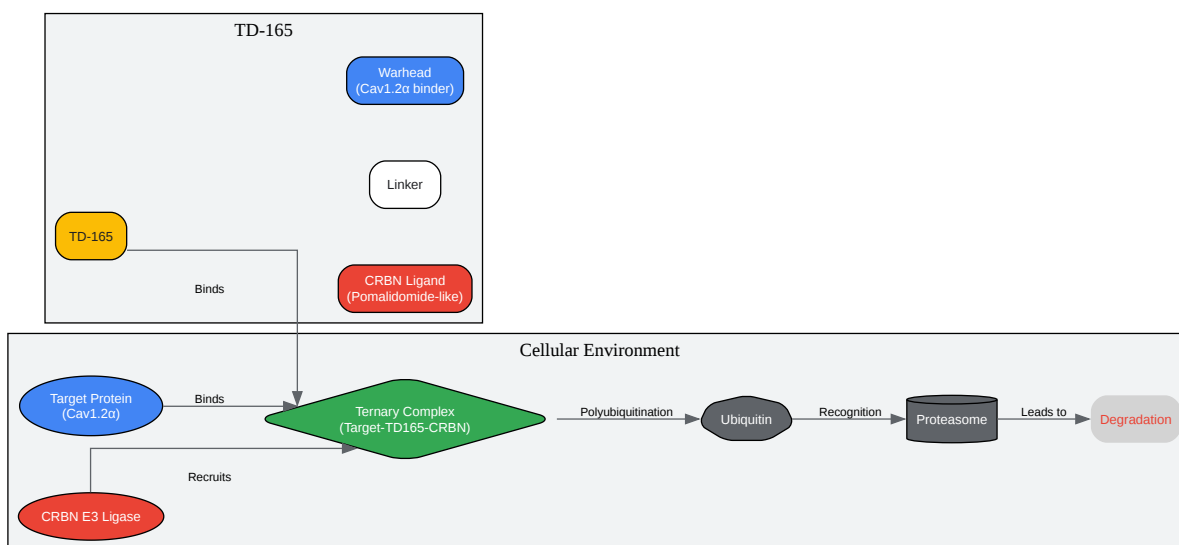 TD-165
Warhead
(Cav1.2α binder)
Linker
TD-165
CRBN Ligand
(Pomalidomide-like)
Binds
Cellular Environment
Target Protein
(Cav1.2α)
Binds
Ternary Complex
(Target-TD165-CRBN)
Polyubiquitination
Ubiquitin
Recognition
Proteasome
Leads to
Degradation
Recruits
CRBN E3 Ligase